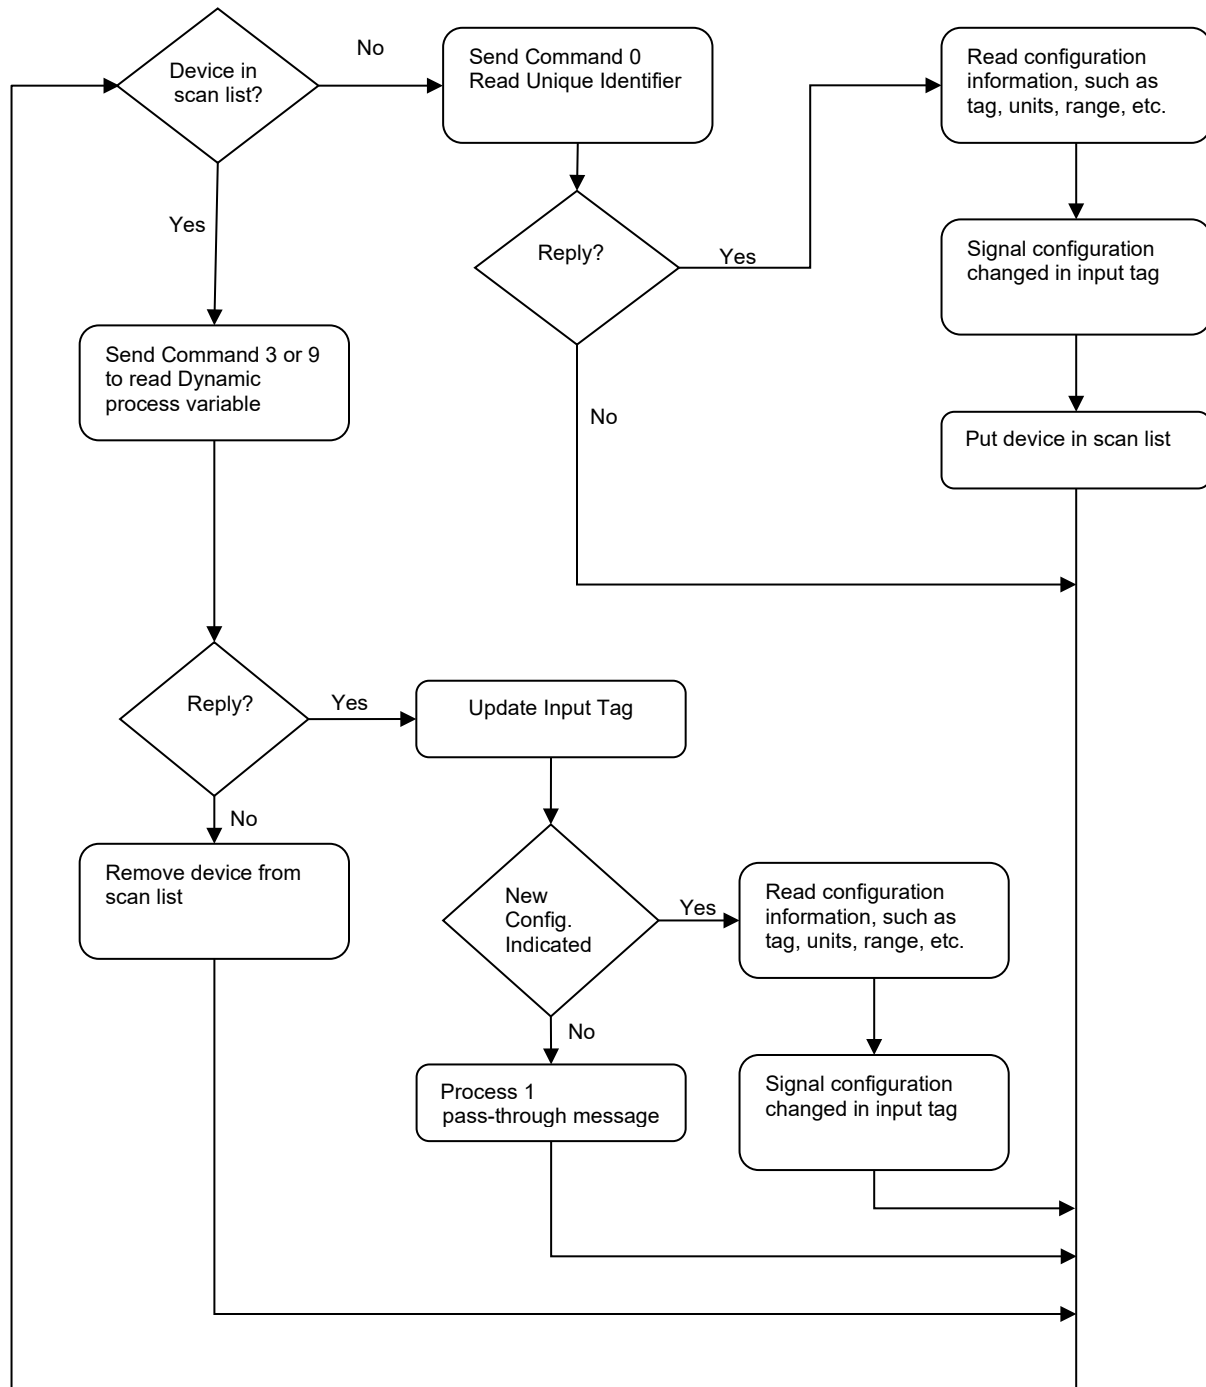 Device in
scan list?
No
Send Command 0
Read Unique Identifier
Read configuration
information, such as
tag, units, range, etc.
Yes
Reply?
Yes
Signal configuration
changed in input tag
Send Command 3 or 9
to read Dynamic
process variable
No
Put device in scan list
Reply?
Yes
Update Input Tag
No
Remove device from
scan list
New
Config.
Indicated
Yes
Read configuration
information, such as
tag, units, range, etc.
No
Process 1
pass-through message
Signal configuration
changed in input tag